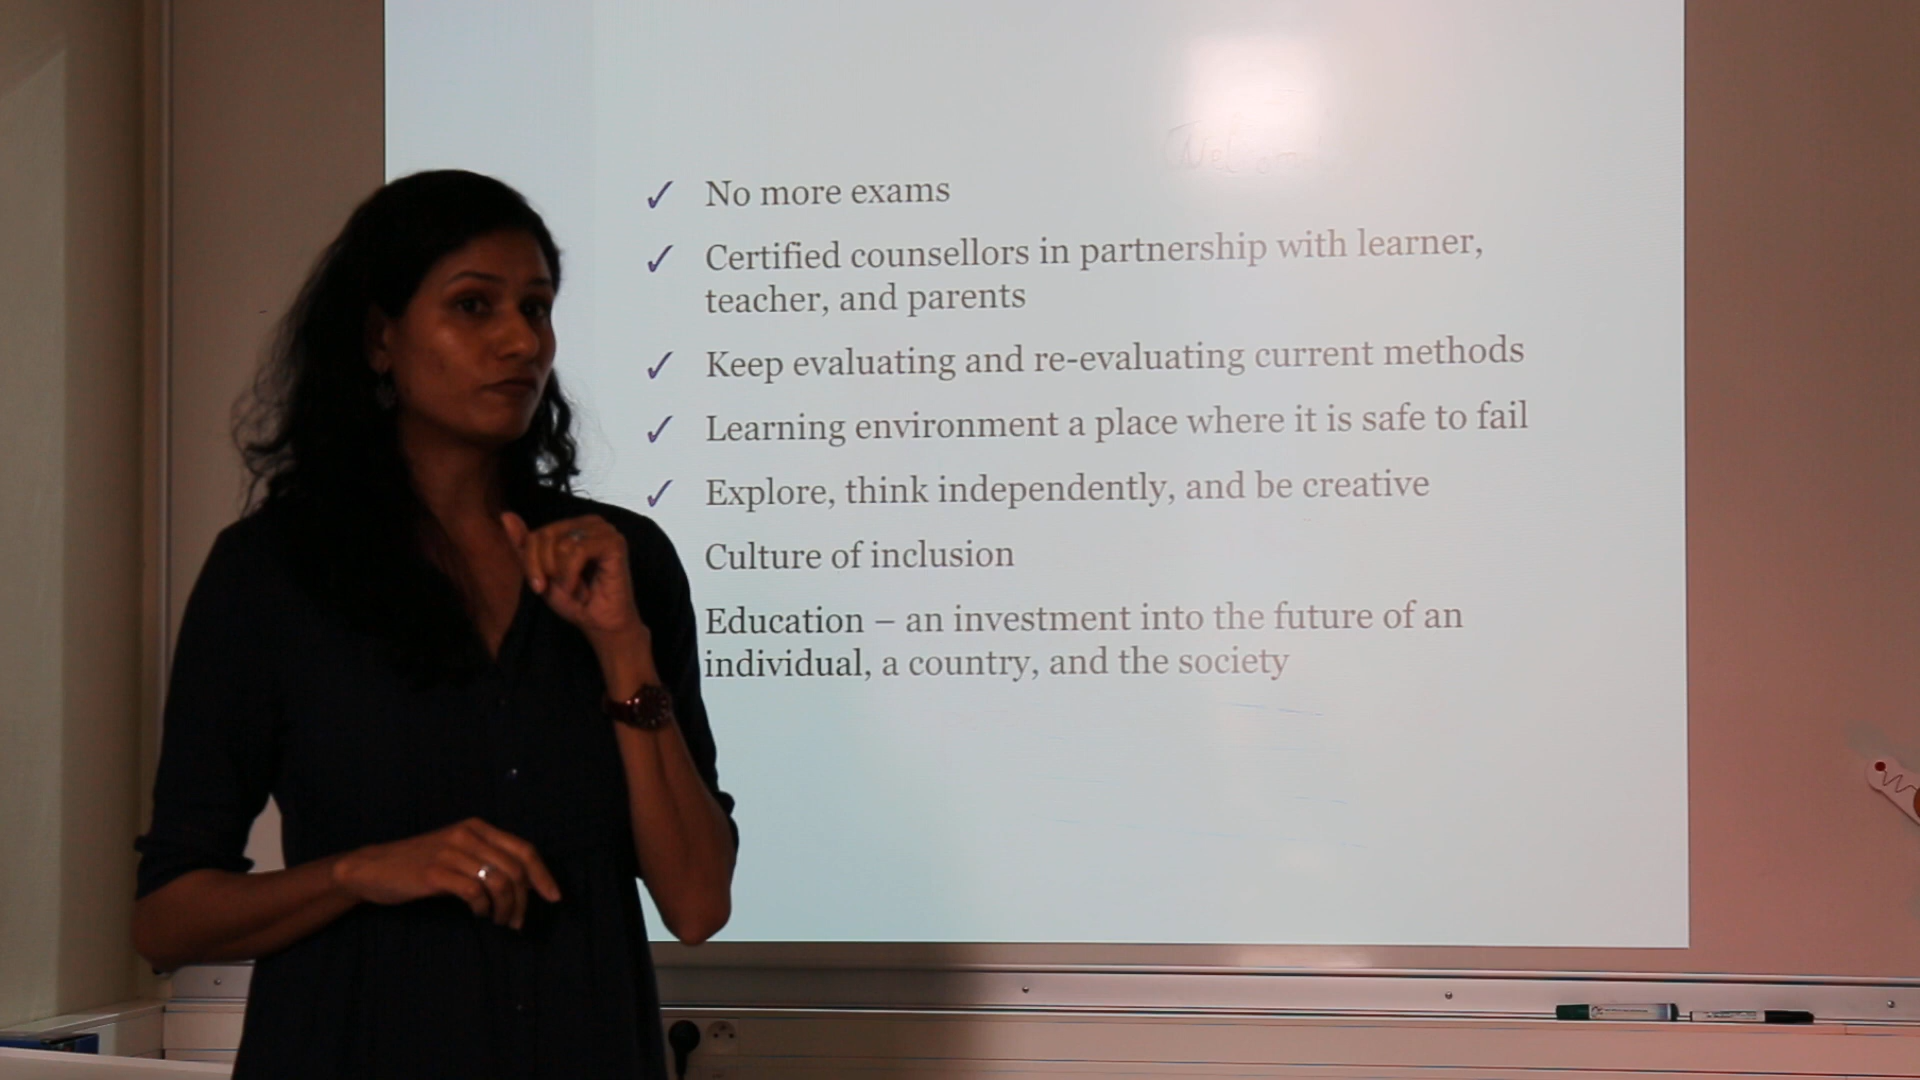 ✓ No more exams
✓ Certified counsellors in partnership with learner,
teacher, and parents
✓ Keep evaluating and re-evaluating current methods
✓ Learning environment a place where it is safe to fail
✓ Explore, think independently, and be creative
Culture of inclusion
Education – an investment into the future of an
individual, a country, and the society